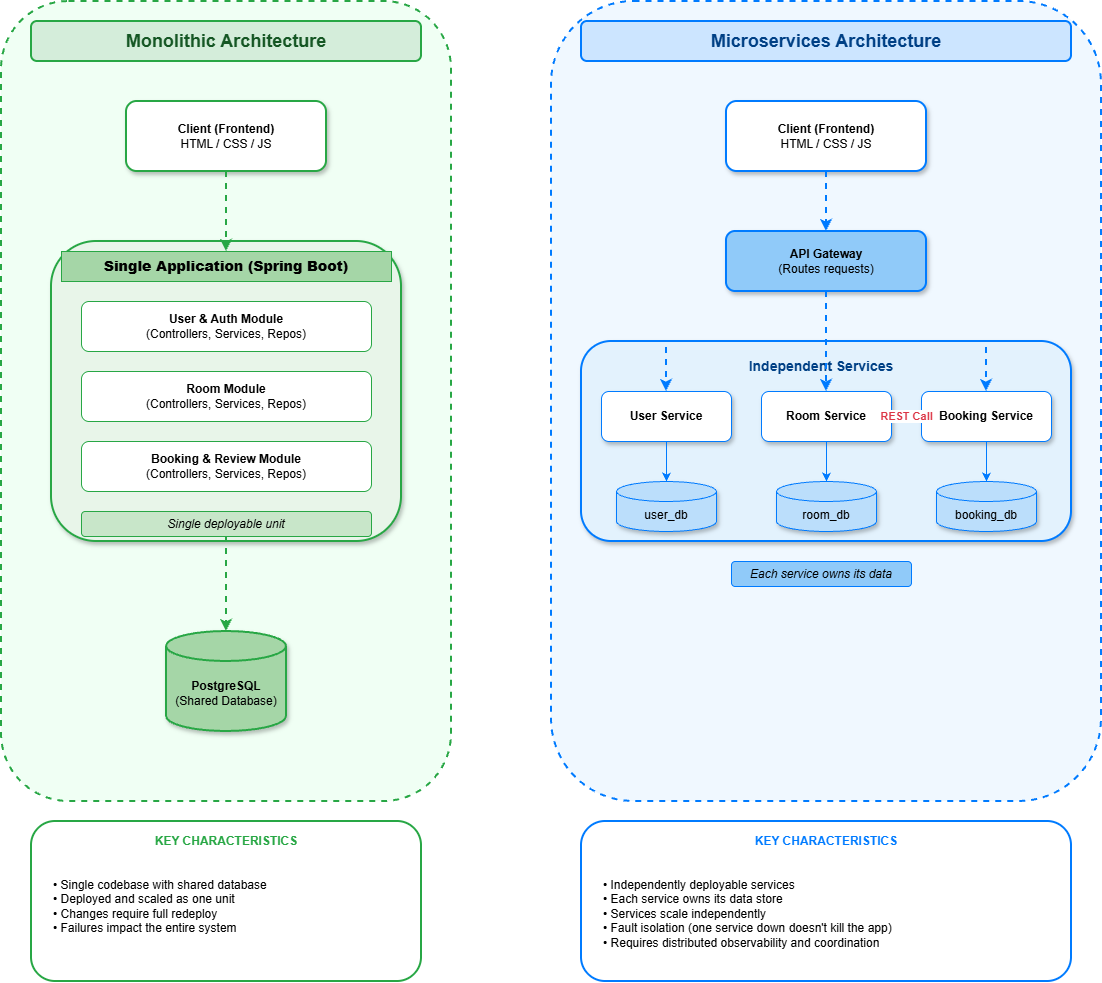 Monolithic Architecture
Client (Frontend)
HTML / CSS / JS
Single Application (Spring Boot)
User & Auth Module
(Controllers, Services, Repos)
Room Module
(Controllers, Services, Repos)
Booking & Review Module
(Controllers, Services, Repos)
Single deployable unit
PostgreSQL
(Shared Database)
KEY CHARACTERISTICS
• Single codebase with shared database
• Deployed and scaled as one unit
• Changes require full redeploy
• Failures impact the entire system
Microservices Architecture
Client (Frontend)
HTML / CSS / JS
API Gateway
(Routes requests)
Independent Services
User Service
Room Service
REST Call
Booking Service
user_db
room_db
booking_db
Each service owns its data
KEY CHARACTERISTICS
• Independently deployable services
• Each service owns its data store
• Services scale independently
• Fault isolation (one service down doesn't kill the app)
• Requires distributed observability and coordination